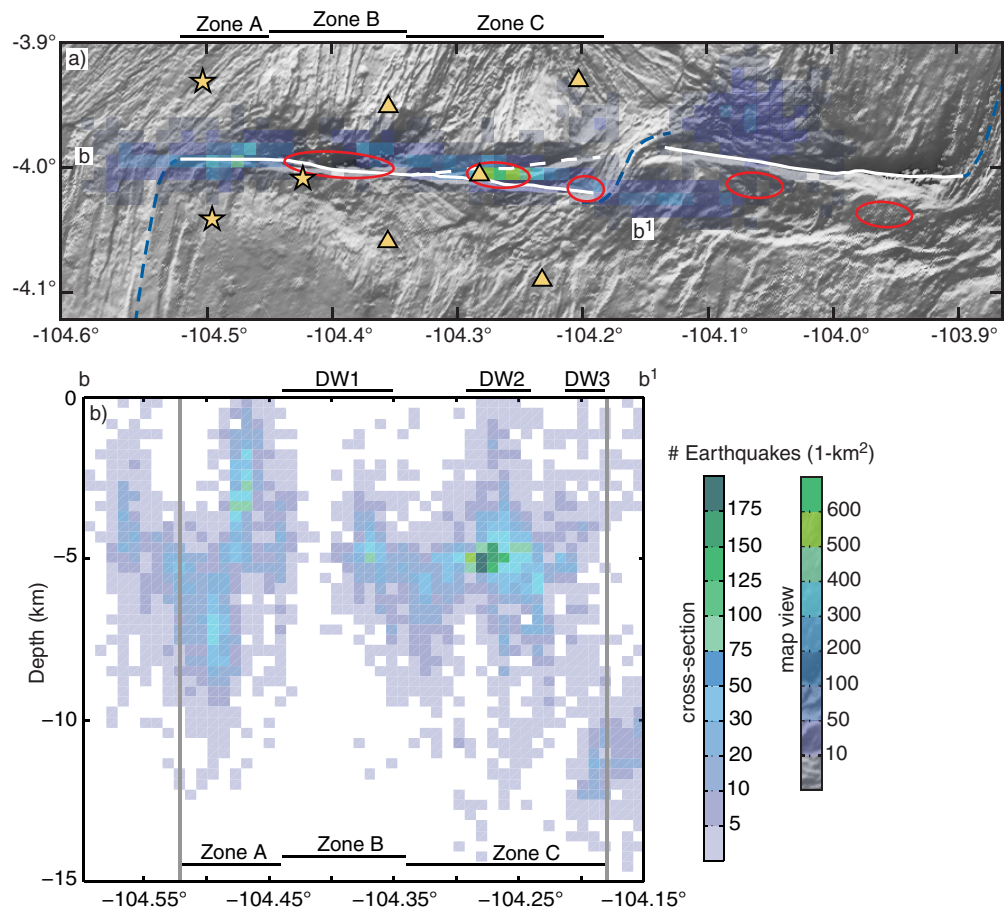 Zone A Zone B Zone C
-3.9°
a)
b
-4.0°
b¹
-4.1°
-104.6° -104.5° -104.4° -104.3° -104.2° -104.1° -104.0° -103.9°
b DW1 DW2 DW3 b¹
0
b)
−5
−10
−15
Depth (km)
Zone A Zone B Zone C
−104.55° −104.45° −104.35° −104.25° −104.15°
# Earthquakes (1-km²)
cross-section
175
150
125
100
75
50
30
20
10
5
map view
600
500
400
300
200
100
50
10